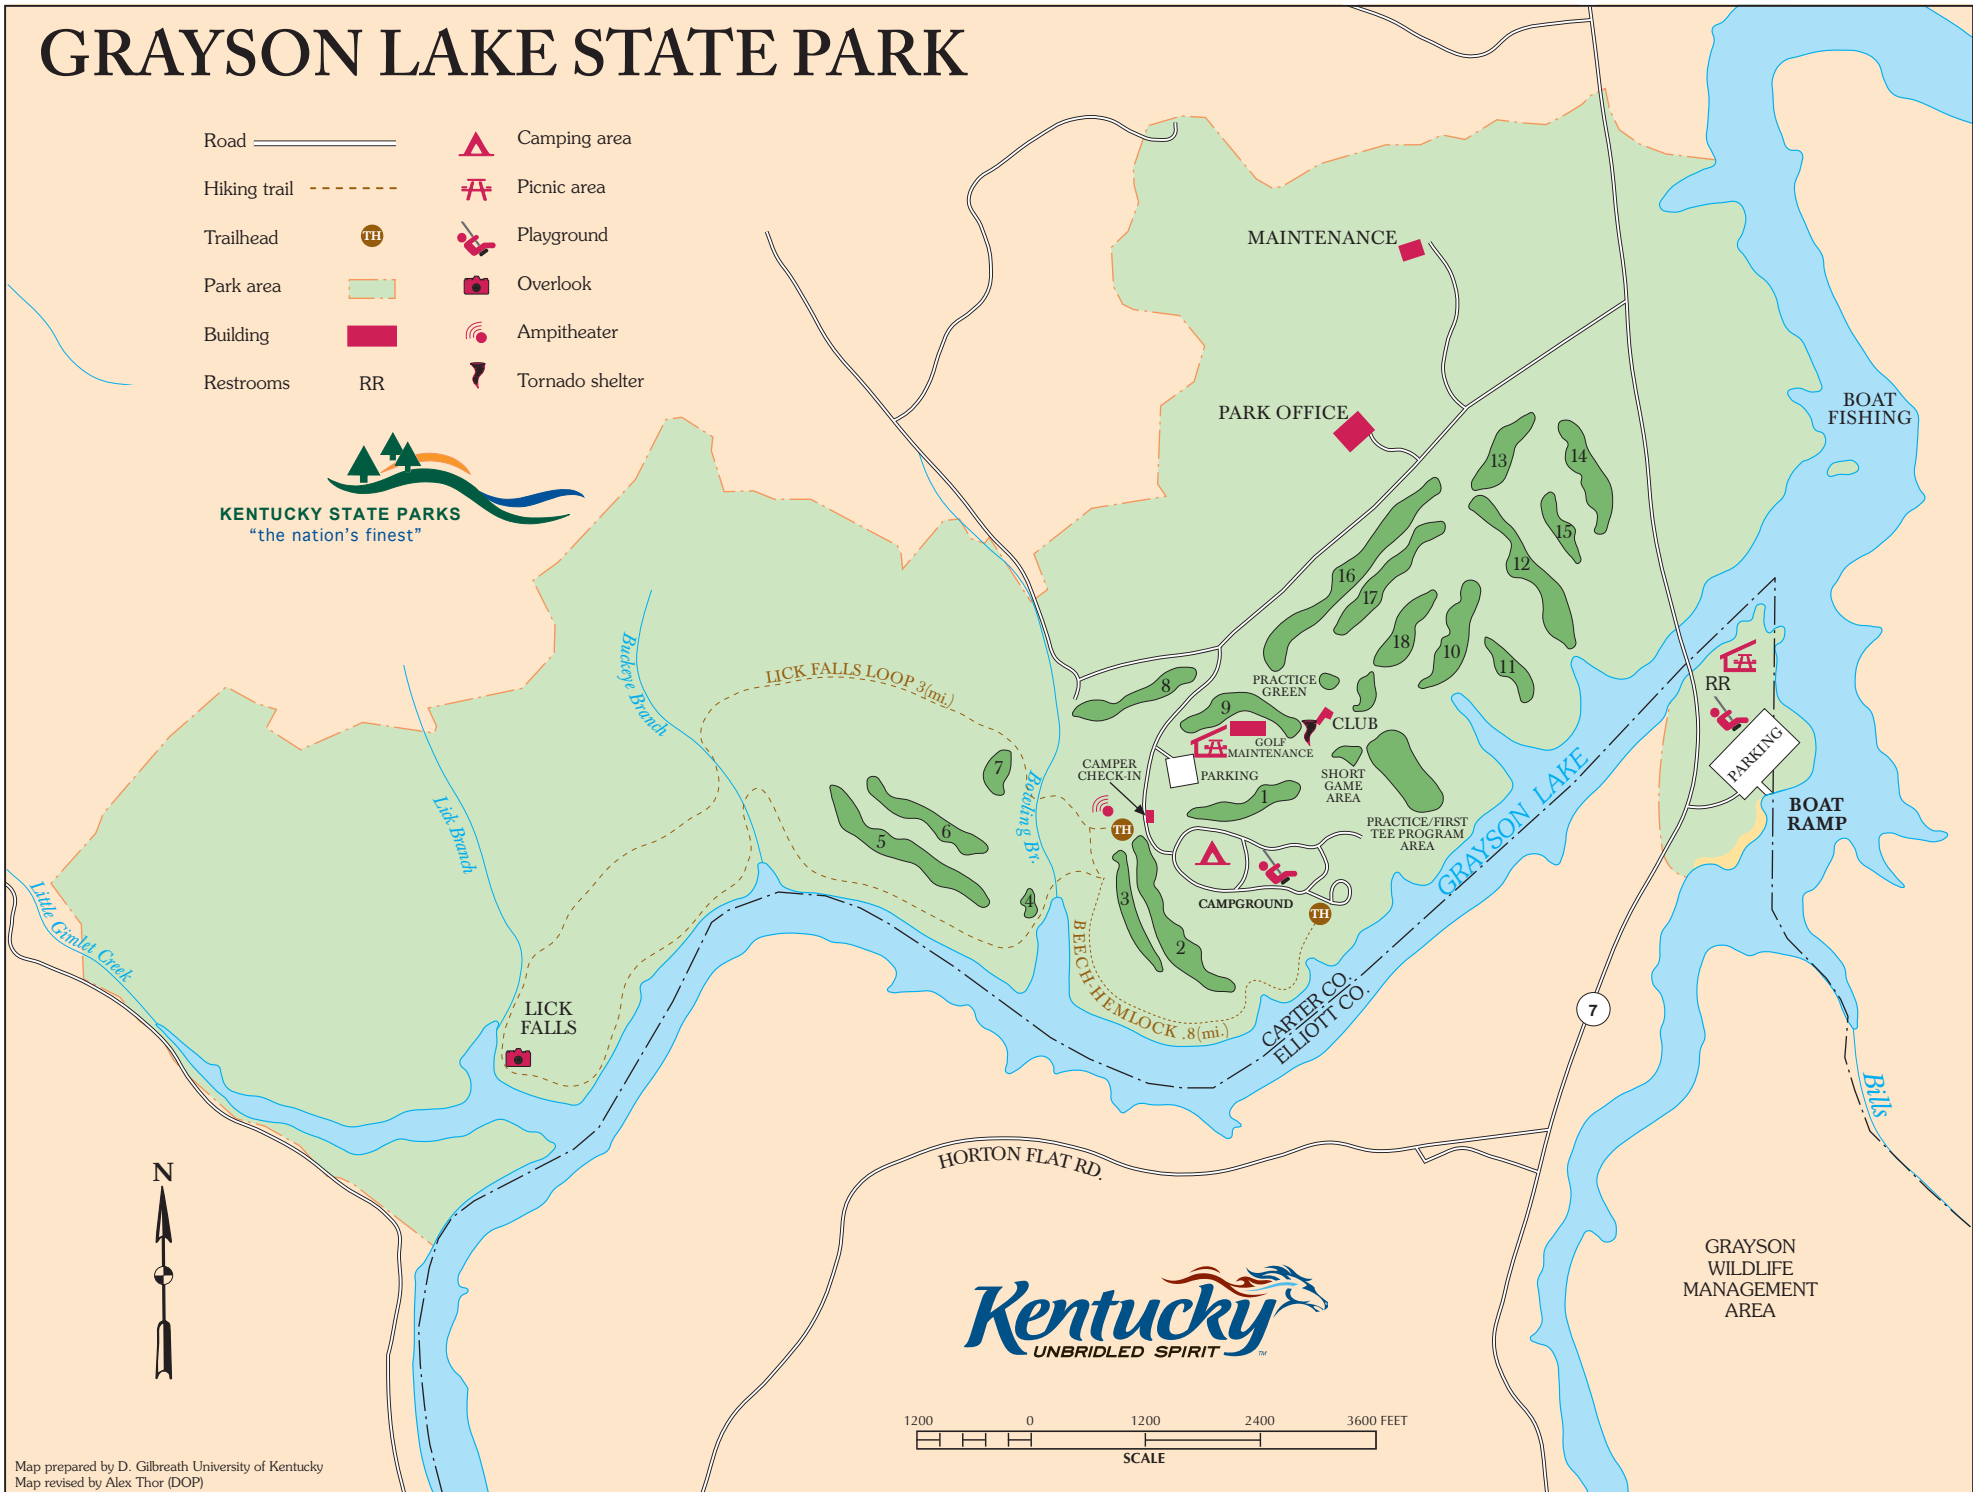 GRAYSON LAKE STATE PARK
Road
Hiking trail
Trailhead
TH
Park area
Building
Restrooms
RR
Camping area
Picnic area
Playground
Overlook
Ampitheater
Tornado shelter
KENTUCKY STATE PARKS
“the nation’s finest”
MAINTENANCE
PARK OFFICE
BOAT
FISHING
13
14
15
12
16
17
18
10
11
8
9
PRACTICE
GREEN
CLUB
GOLF
MAINTENANCE
CAMPER
CHECK-IN
PARKING
SHORT
GAME
AREA
1
PRACTICE/FIRST
TEE PROGRAM
AREA
RR
PARKING
BOAT
RAMP
GRAYSON LAKE
LICK FALLS LOOP 3(mi.)
Buckeye Branch
Boteling Br.
7
6
5
4
TH
3
2
CAMPGROUND
TH
BEECH-HEMLOCK .8(mi.)
Lick Branch
Little Gimlet Creek
LICK
FALLS
CARTER CO.
ELLIOTT CO.
7
Bills
HORTON FLAT RD.
N
GRAYSON
WILDLIFE
MANAGEMENT
AREA
Kentucky
UNBRIDLED SPIRIT
TM
1200 0 1200 2400 3600 FEET
SCALE
Map prepared by D. Gilbreath University of Kentucky
Map revised by Alex Thor (DOP)